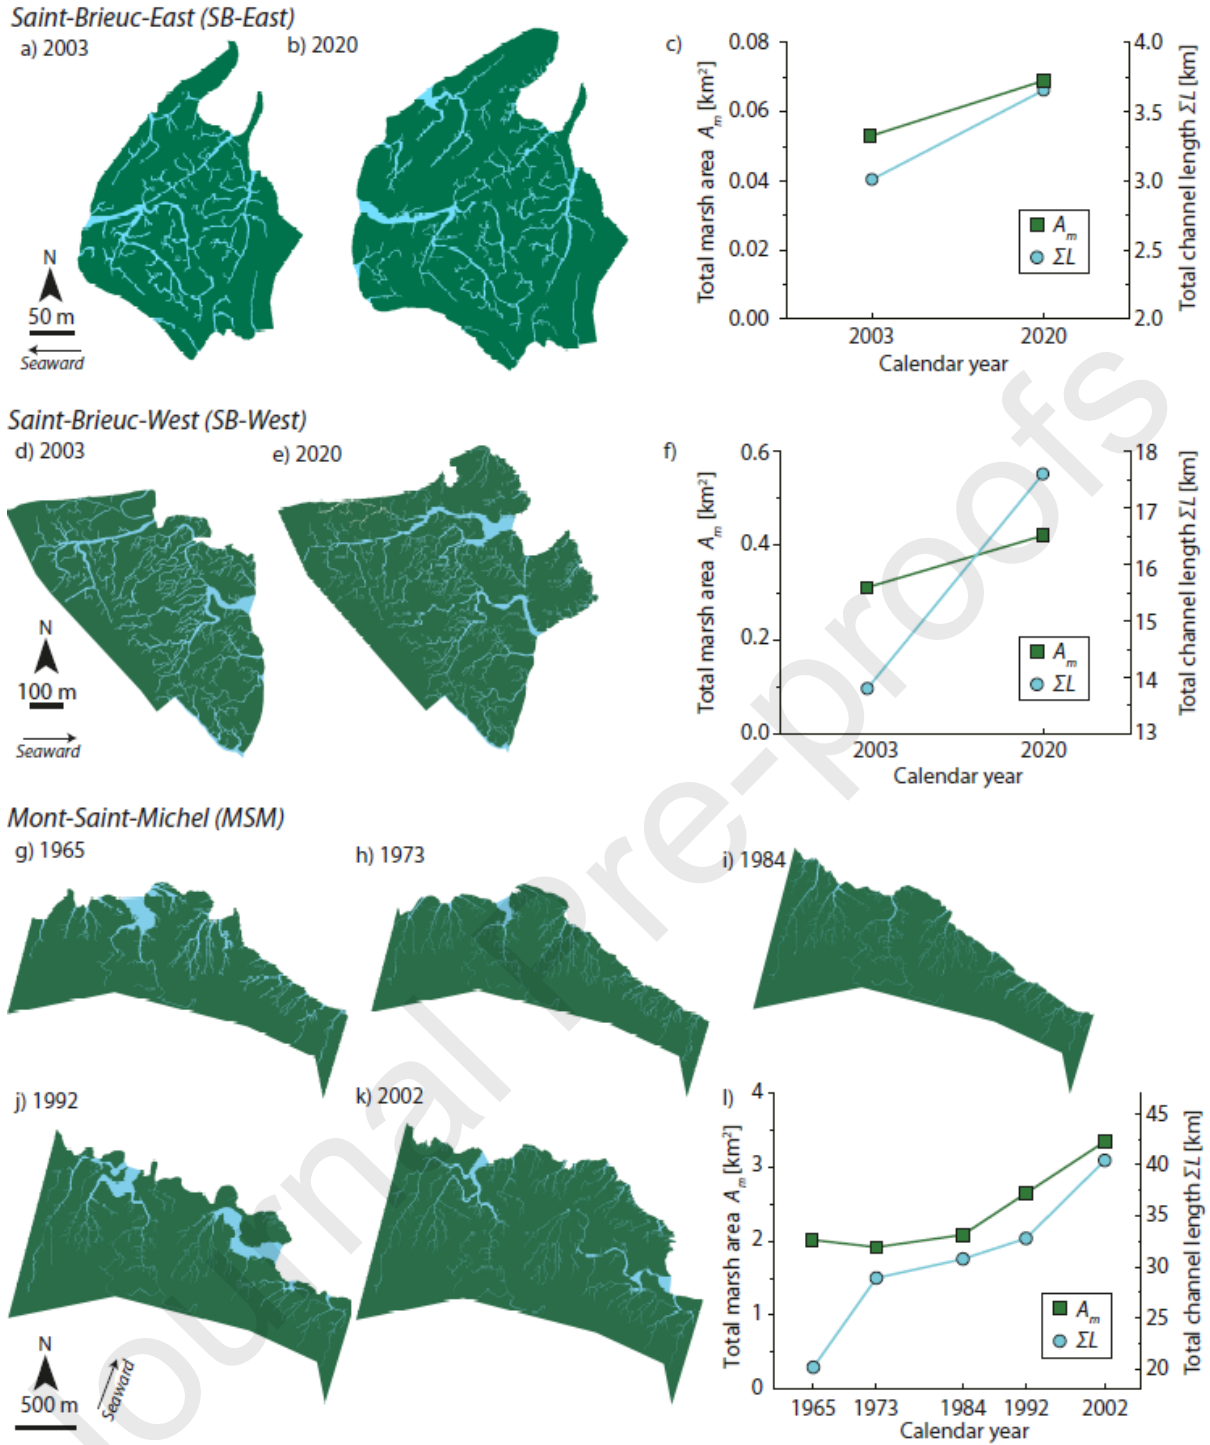 Saint-Brieuc-East (SB-East)
a) 2003
b) 2020
c)
N
50 m
Seaward
Total marsh area Am [km²]
0.08
0.06
0.04
0.02
0.00
2003
2020
Calendar year
Am
ΣL
4.0
3.5
3.0
2.5
2.0
Total channel length ΣL [km]
Saint-Brieuc-West (SB-West)
d) 2003
e) 2020
f)
N
100 m
Seaward
Total marsh area Am [km²]
0.6
0.4
0.2
0.0
2003
2020
Calendar year
Am
ΣL
18
17
16
15
14
13
Total channel length ΣL [km]
Mont-Saint-Michel (MSM)
g) 1965
h) 1973
i) 1984
j) 1992
k) 2002
l)
N
500 m
Seaward
Total marsh area Am [km²]
4
3
2
1
0
1965
1973
1984
1992
2002
Calendar year
Am
ΣL
45
40
35
30
25
20
Total channel length ΣL [km]
Journal Pre-proofs